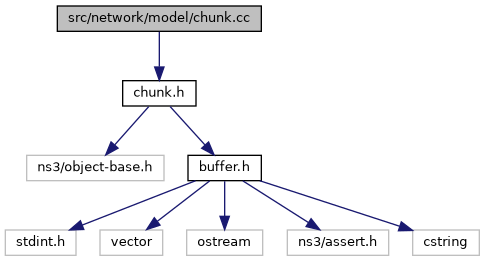 src/network/model/chunk.cc
chunk.h
ns3/object-base.h
buffer.h
stdint.h
vector
ostream
ns3/assert.h
cstring